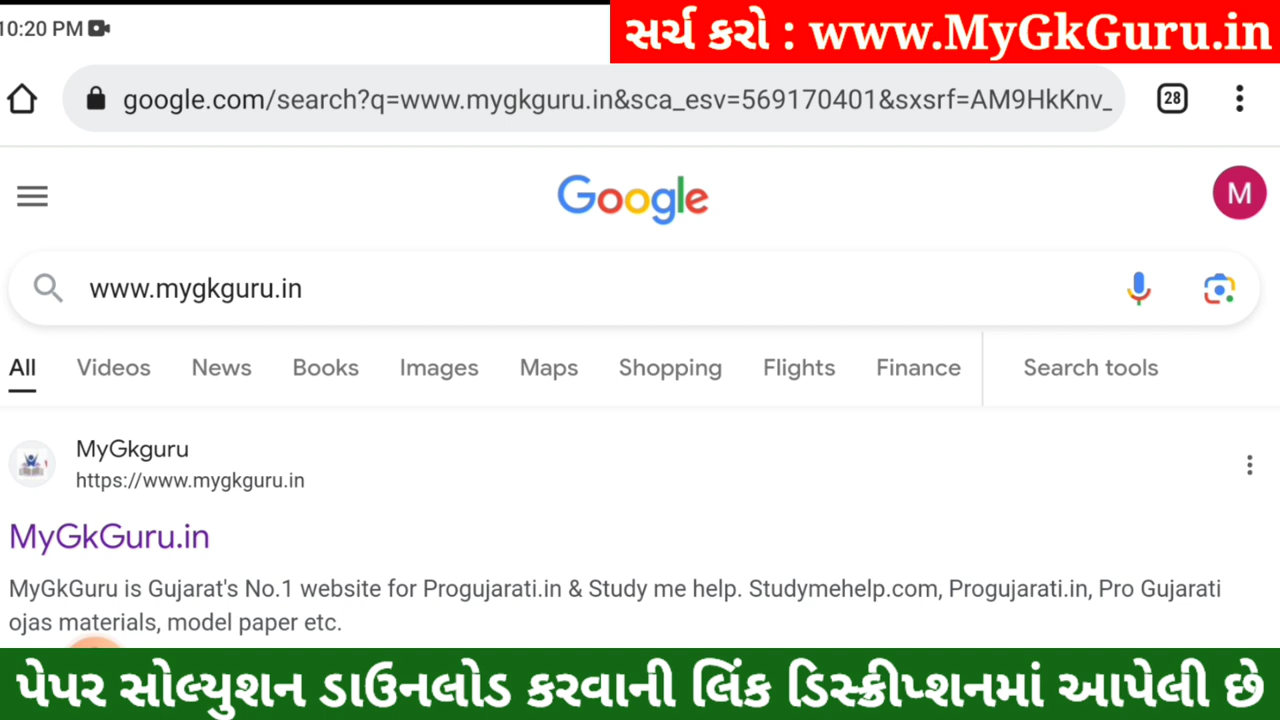 10:20 PM
સર્ચ કરો : www.MyGkGuru.in
google.com/search?q=www.mygkguru.in&sca_esv=569170401&sxsrf=AM9HkKnv_
28
Google
M
www.mygkguru.in
All Videos News Books Images Maps Shopping Flights Finance Search tools
MyGkguru
https://www.mygkguru.in
MyGkGuru.in
MyGkGuru is Gujarat's No.1 website for Progujarati.in & Study me help. Studymehelp.com, Progujarati.in, Pro Gujarati
ojas materials, model paper etc.
પેપર સોલ્યુશન ડાઉનલોડ કરવાની લિંક ડિસ્ક્રીપ્શનમાં આપેલી છે